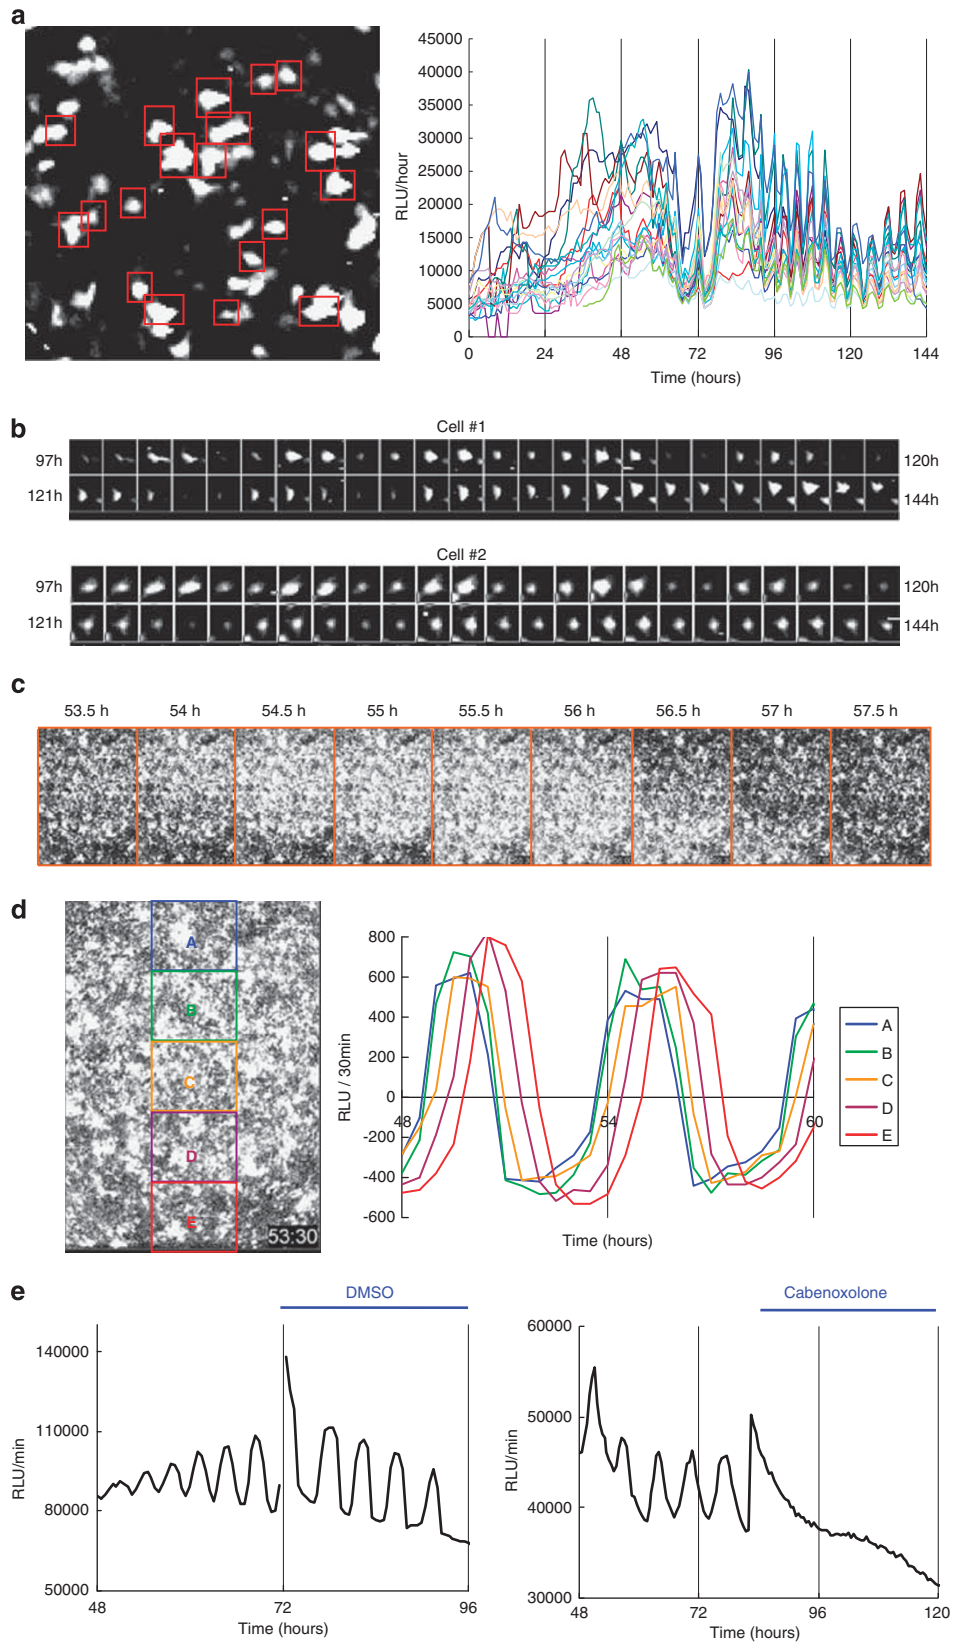 a
45000
40000
35000
30000
25000
20000
15000
10000
5000
0
RLU/hour
0 24 48 72 96 120 144
Time (hours)
b
Cell #1
97h 120h
121h 144h
Cell #2
97h 120h
121h 144h
c
53.5 h 54 h 54.5 h 55 h 55.5 h 56 h 56.5 h 57 h 57.5 h
d
A
B
C
D
E
53:30
800
600
400
200
0
-200
-400
-600
RLU / 30min
48 54 60
Time (hours)
A
B
C
D
E
e
DMSO
140000
110000
80000
50000
RLU/min
48 72 96
Time (hours)
Cabenoxolone
60000
50000
40000
30000
RLU/min
48 72 96 120
Time (hours)